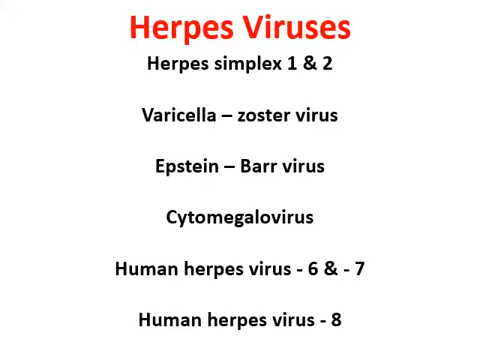 Herpes Viruses
Herpes simplex 1 & 2
Varicella – zoster virus
Epstein – Barr virus
Cytomegalovirus
Human herpes virus - 6 & - 7
Human herpes virus - 8